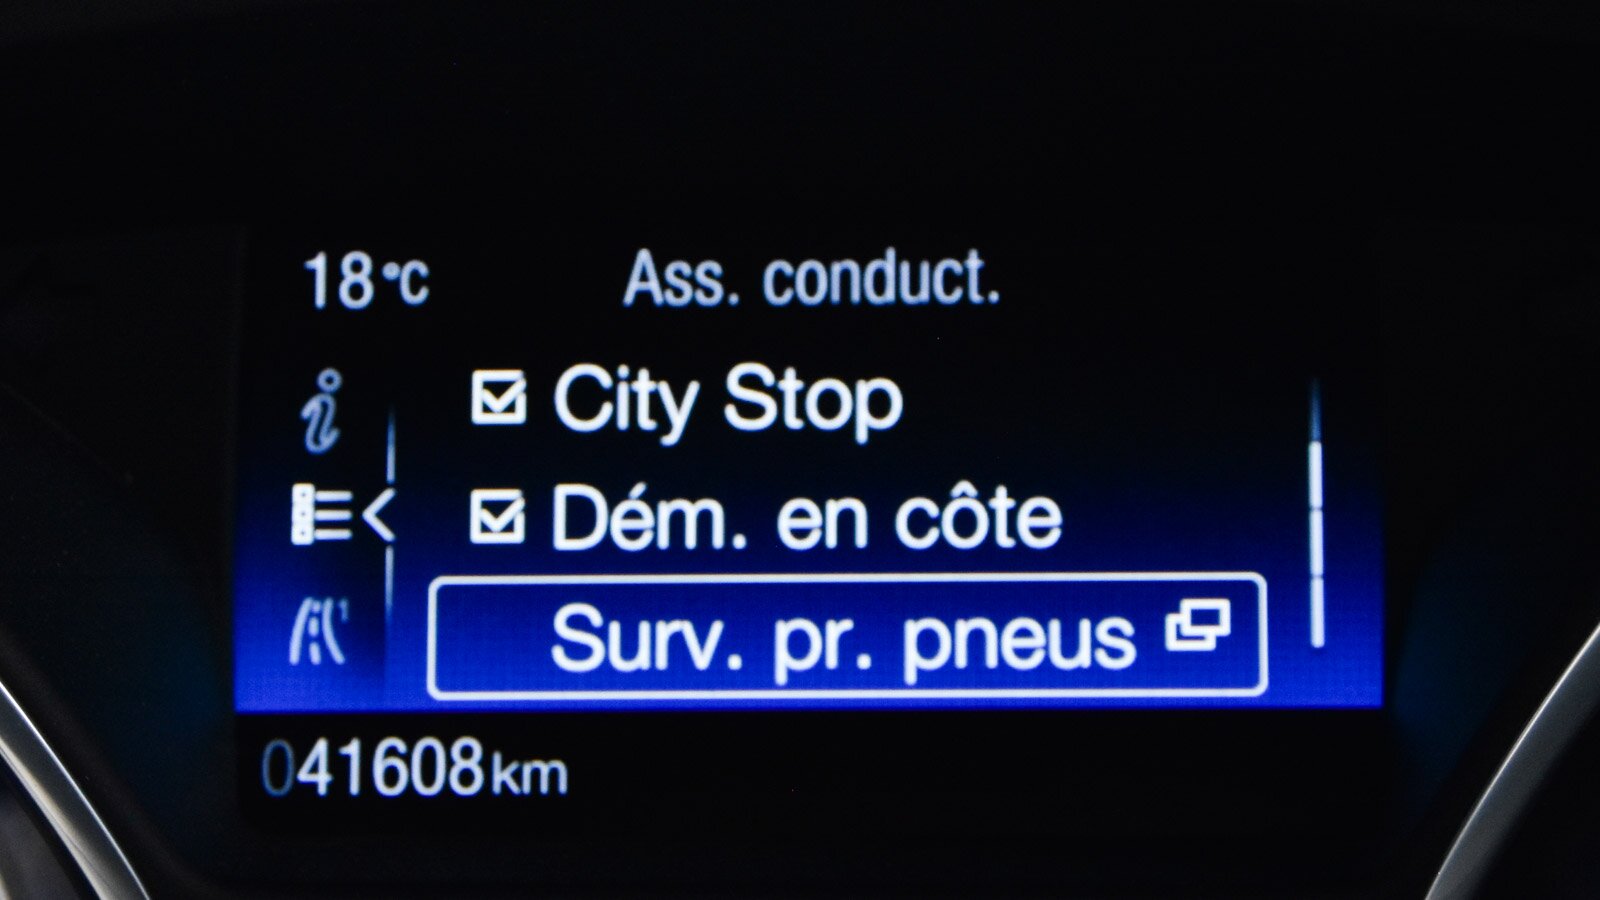 18°C Ass. conduct.
City Stop
Dém. en côte
Surv. pr. pneus
041608km